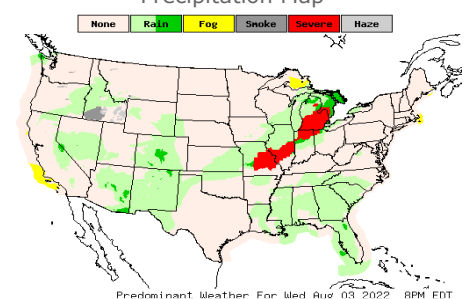 Precipitation Map
None Rain Fog Smoke Severe Haze
Predominant Weather For Wed Aug 03 2022 8PM EDT